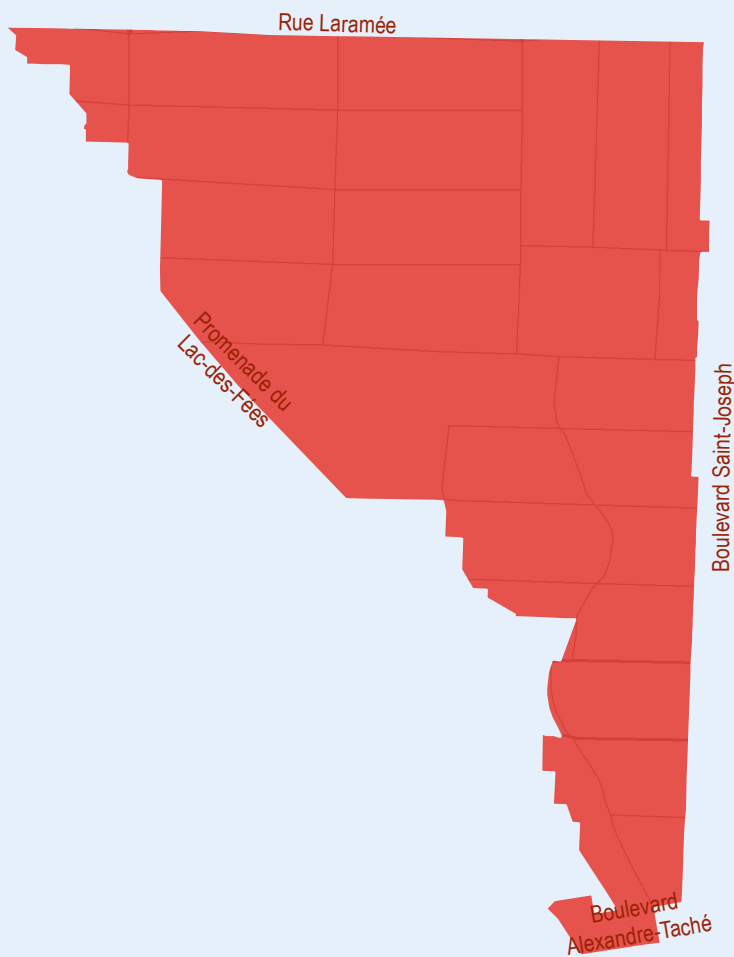 Rue Laramée
Promenade du
Lac-des-Fées
Boulevard Saint-Joseph
Boulevard
Alexandre-Taché